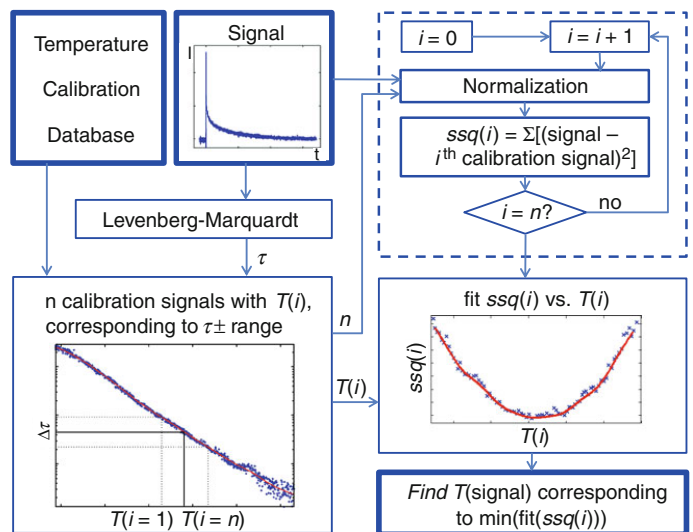 Temperature
Calibration
Database
Signal
I
t
i = 0
i = i + 1
Normalization
ssq(i) = Σ[(signal –
iᵗʰ calibration signal)²]
i = n?
no
Levenberg-Marquardt
τ
n calibration signals with T(i),
corresponding to τ± range
Δτ
T(i = 1) T(i = n)
n
T(i)
fit ssq(i) vs. T(i)
ssq(i)
T(i)
Find T(signal) corresponding
to min(fit(ssq(i)))